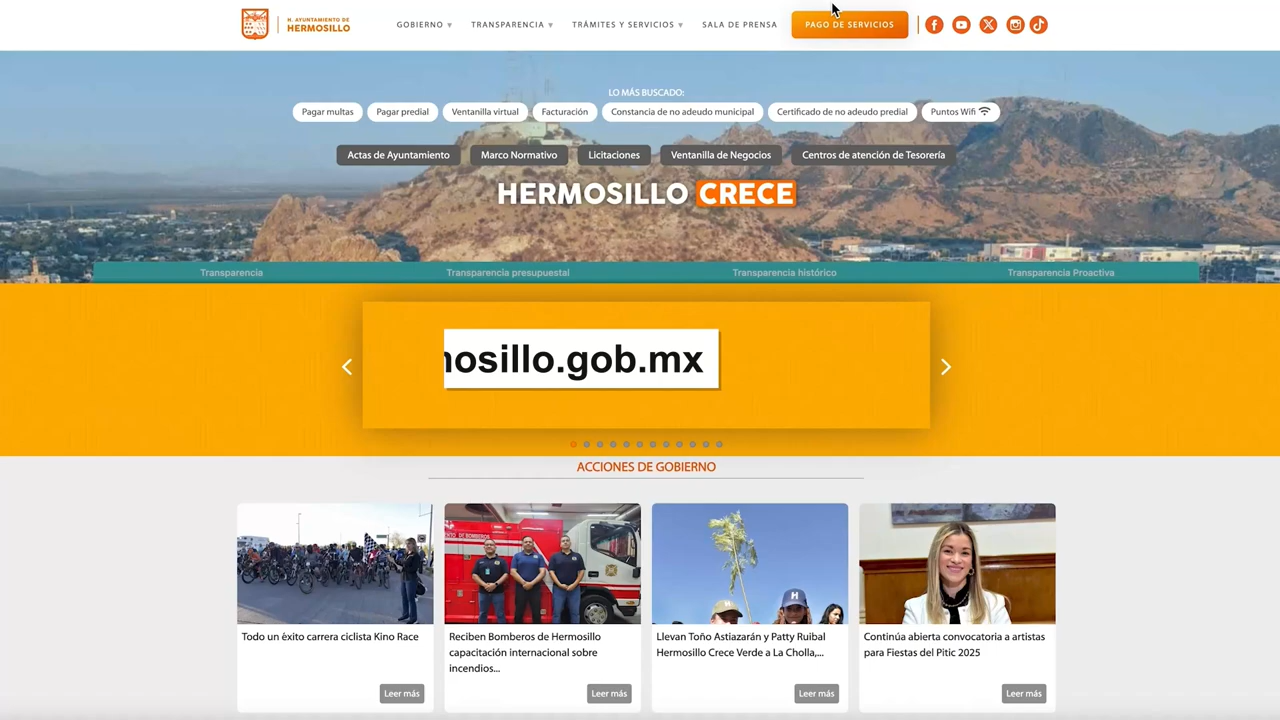 H. AYUNTAMIENTO DE
HERMOSILLO
GOBIERNO TRANSPARENCIA TRÁMITES Y SERVICIOS SALA DE PRENSA PAGO DE SERVICIOS
LO MÁS BUSCADO:
Pagar multas Pagar predial Ventanilla virtual Facturación Constancia de no adeudo municipal Certificado de no adeudo predial Puntos Wifi
Actas de Ayuntamiento Marco Normativo Licitaciones Ventanilla de Negocios Centros de atención de Tesorería
HERMOSILLO CRECE
Transparencia Transparencia presupuestal Transparencia histórico Transparencia Proactiva
osillo.gob.mx
ACCIONES DE GOBIERNO
Todo un éxito carrera ciclista Kino Race
Leer más
Reciben Bomberos de Hermosillo
capacitación internacional sobre
incendios...
Leer más
Llevan Toño Astiazarán y Patty Ruibal
Hermosillo Crece Verde a La Cholla,...
Leer más
Continúa abierta convocatoria a artistas
para Fiestas del Pitic 2025
Leer más